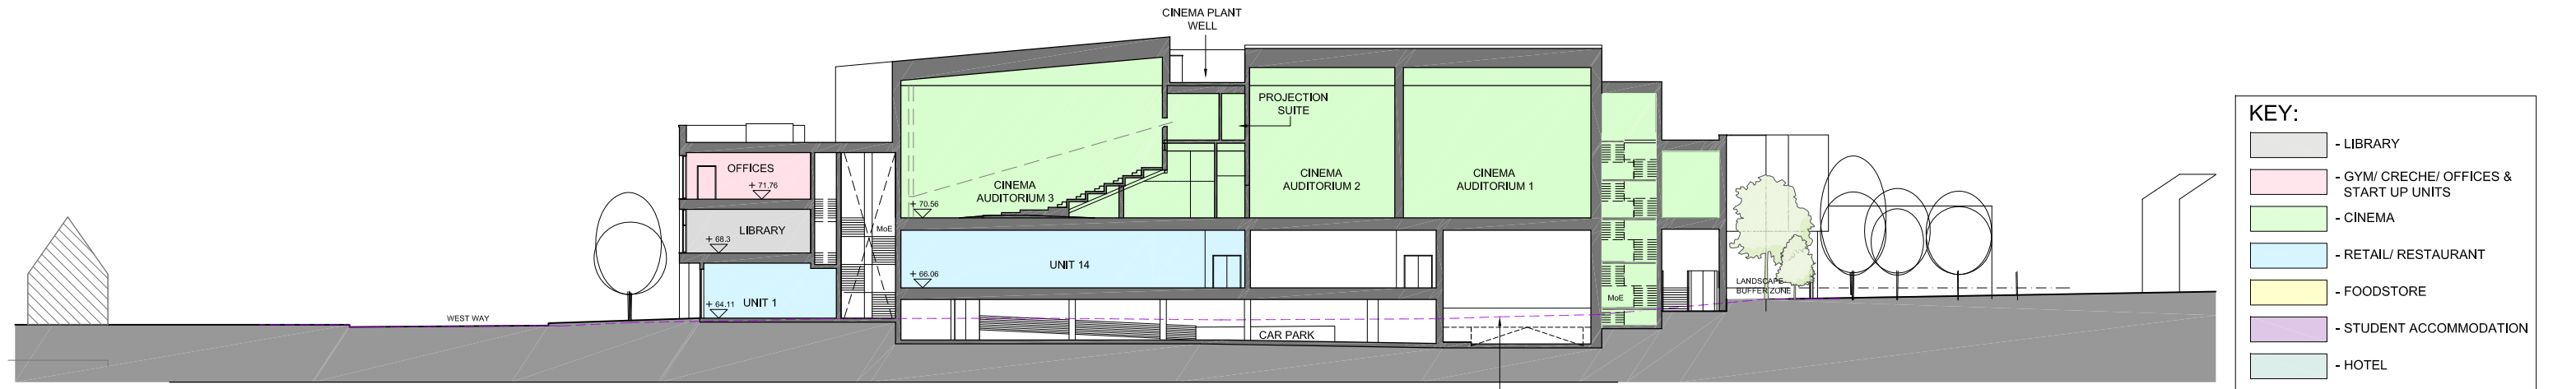 CINEMA PLANT
WELL
PROJECTION
SUITE
OFFICES
+ 71.76
CINEMA
AUDITORIUM 3
CINEMA
AUDITORIUM 2
CINEMA
AUDITORIUM 1
+ 70.56
LIBRARY
+ 68.3
MoE
UNIT 14
+ 66.06
UNIT 1
+ 64.11
WEST WAY
CAR PARK
MoE
LANDSCAPE
BUFFER ZONE
KEY:
- LIBRARY
- GYM/ CRECHE/ OFFICES &
START UP UNITS
- CINEMA
- RETAIL/ RESTAURANT
- FOODSTORE
- STUDENT ACCOMMODATION
- HOTEL